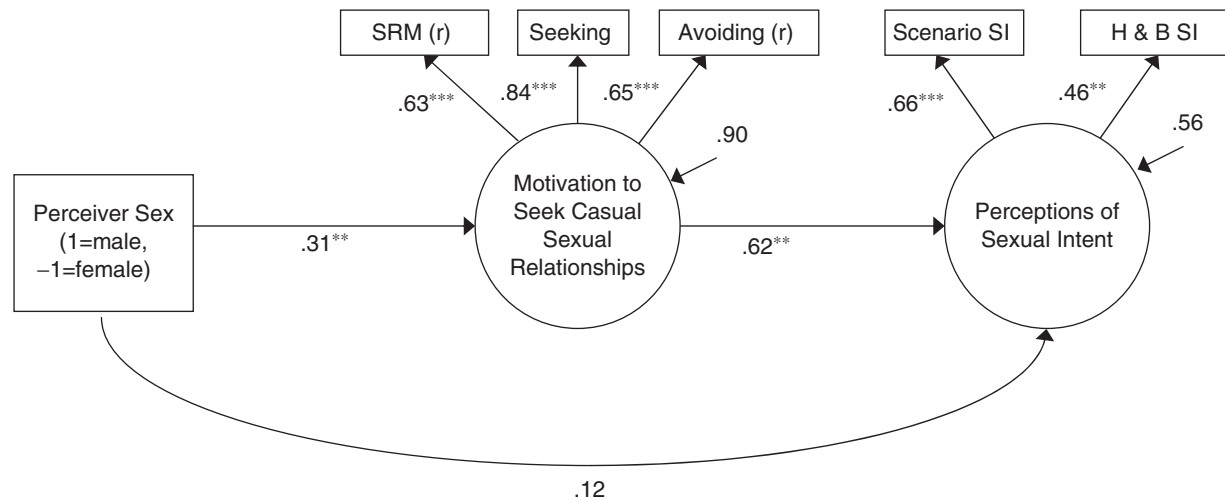 SRM (r)
Seeking
Avoiding (r)
Scenario SI
H & B SI
.63***
.84***
.65***
.66***
.46**
.90
.56
Perceiver Sex
(1=male,
−1=female)
Motivation to
Seek Casual
Sexual
Relationships
Perceptions of
Sexual Intent
.31**
.62**
.12